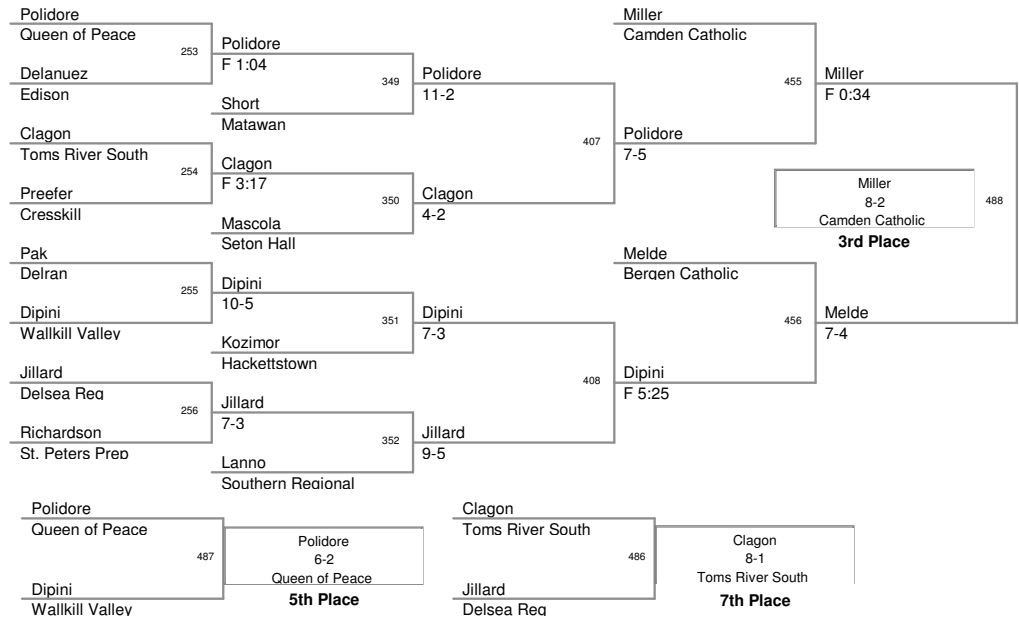 Polidore
Queen of Peace
253
Delanuez
Edison
Clagon
Toms River South
254
Preefer
Cresskill
Pak
Delran
255
Dipini
Wallkill Valley
Jillard
Delsea Reg
256
Richardson
St. Peters Prep
Polidore
F 1:04
349
Short
Matawan
Clagon
F 3:17
350
Mascola
Seton Hall
Dipini
10-5
351
Kozimor
Hackettstown
Jillard
7-3
352
Lanno
Southern Regional
Polidore
11-2
407
Clagon
4-2
Dipini
7-3
408
Jillard
9-5
Miller
Camden Catholic
455
Polidore
7-5
Melde
Bergen Catholic
456
Dipini
F 5:25
Miller
F 0:34
488
Melde
7-4
Miller
8-2
Camden Catholic
3rd Place
Polidore
Queen of Peace
487
Dipini
Wallkill Valley
Polidore
6-2
Queen of Peace
5th Place
Clagon
Toms River South
486
Jillard
Delsea Reg
Clagon
8-1
Toms River South
7th Place